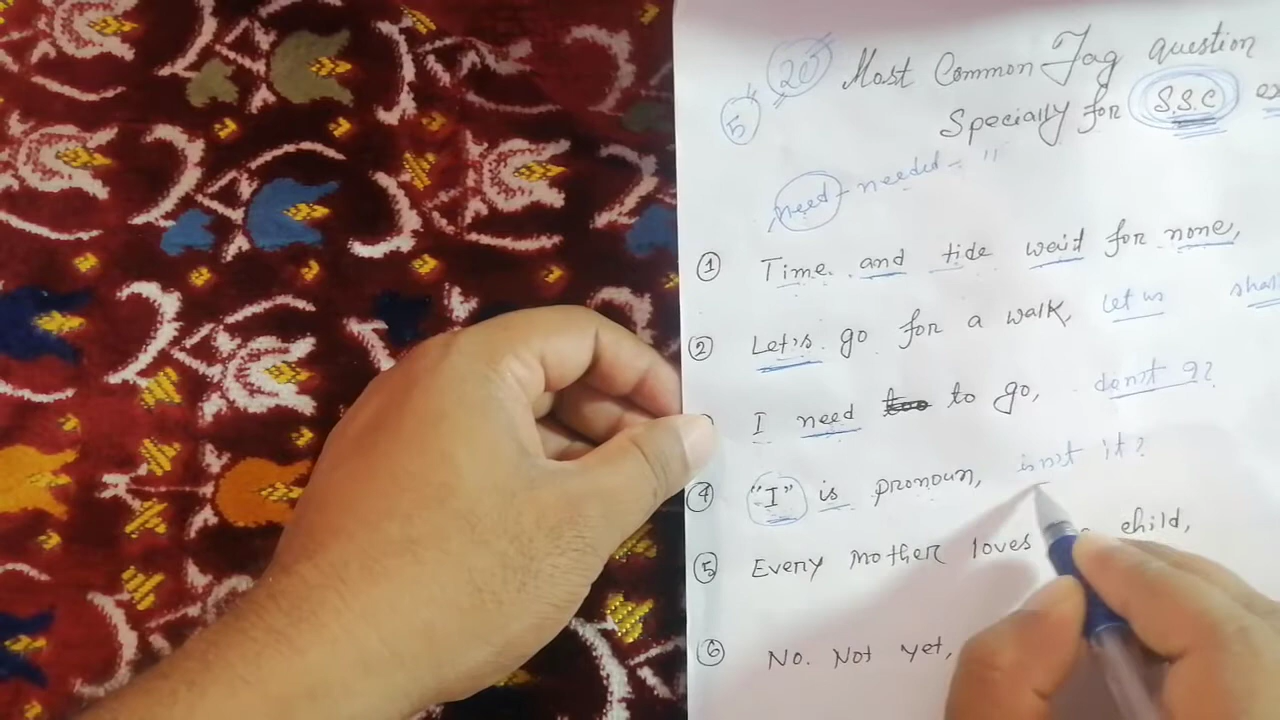 20 Most Common Tag question
5 Specially for S.S.C
need - needed - "
① Time and tide wait for none,
② Let's go for a walk, let us
I need to go, don't I?
④ "I" is pronoun, isn't it?
⑤ Every mother loves child,
⑥ No. Not yet,